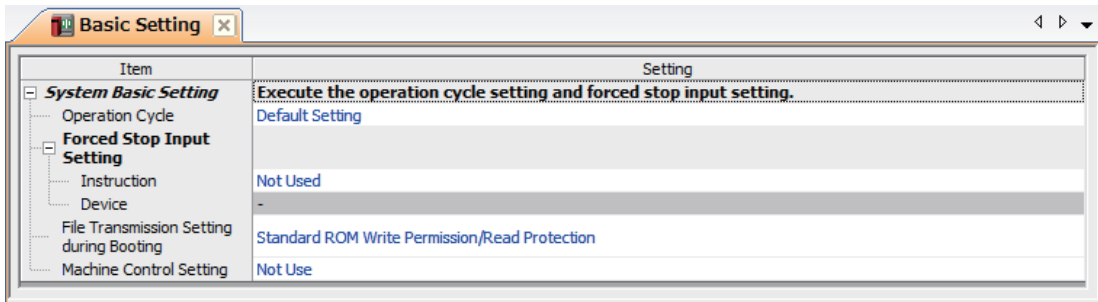 Basic Setting
Item Setting
System Basic Setting Execute the operation cycle setting and forced stop input setting.
Operation Cycle Default Setting
Forced Stop Input
Setting
Instruction Not Used
Device -
File Transmission Setting
during Booting Standard ROM Write Permission/Read Protection
Machine Control Setting Not Use